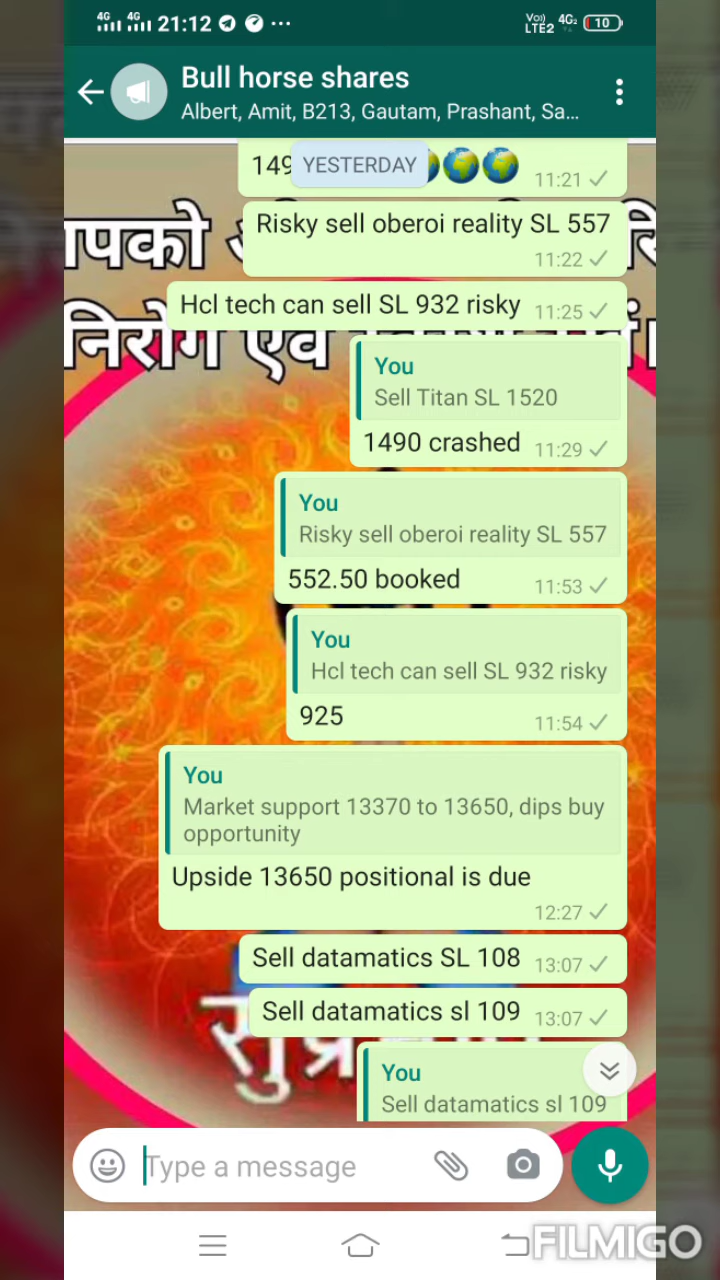 4G 4G 21:12 ... Vo)) LTE2 4G2 10
Bull horse shares
Albert, Amit, B213, Gautam, Prashant, Sa...
149 YESTERDAY 11:21
पको
Risky sell oberoi reality SL 557
11:22
Hcl tech can sell SL 932 risky 11:25
निरोग एवं
You
Sell Titan SL 1520
1490 crashed 11:29
You
Risky sell oberoi reality SL 557
552.50 booked 11:53
You
Hcl tech can sell SL 932 risky
925 11:54
You
Market support 13370 to 13650, dips buy
opportunity
Upside 13650 positional is due
12:27
Sell datamatics SL 108 13:07
Sell datamatics sl 109 13:07
You
Sell datamatics sl 109
Type a message
FILMIGO